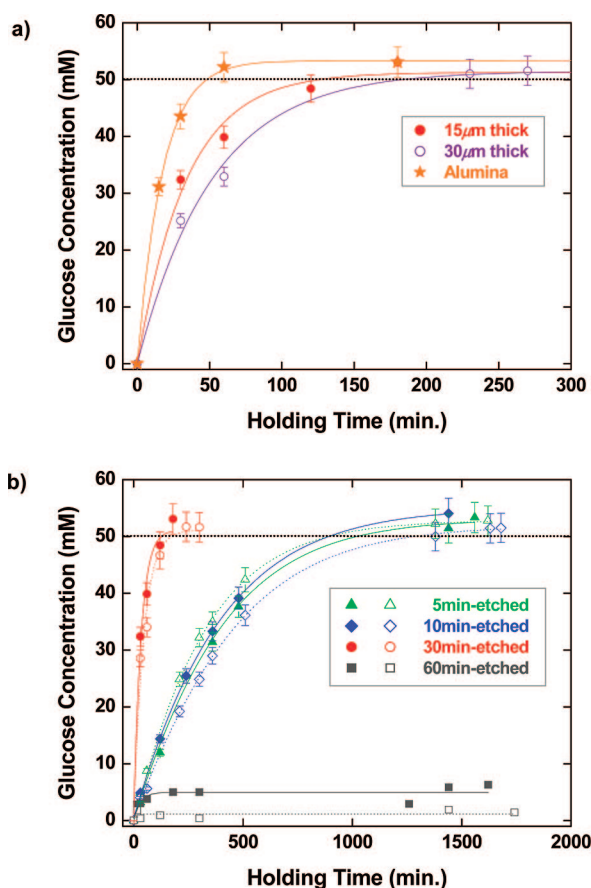 a)
60
50
40
30
20
10
0
Glucose Concentration (mM)
15μm thick
30μm thick
Alumina
0 50 100 150 200 250 300
Holding Time (min.)
b)
60
50
40
30
20
10
0
Glucose Concentration (mM)
5min-etched
10min-etched
30min-etched
60min-etched
0 500 1000 1500 2000
Holding Time (min.)